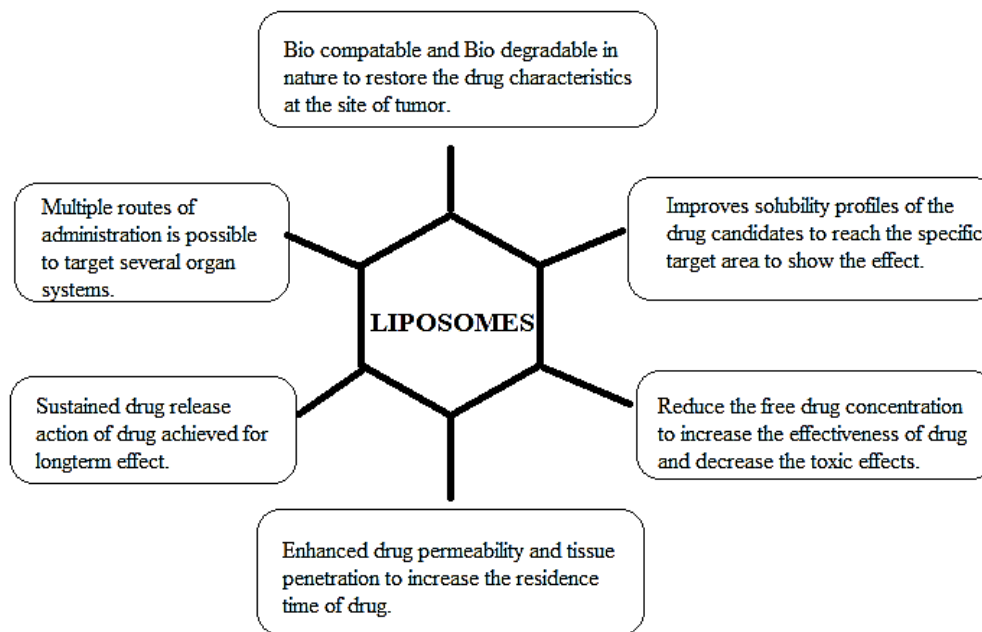 Bio compatable and Bio degradable in
nature to restore the drug characteristics
at the site of tumor.
Multiple routes of
administration is possible
to target several organ
systems.
Improves solubility profiles of the
drug candidates to reach the specific
target area to show the effect.
LIPOSOMES
Sustained drug release
action of drug achieved for
longterm effect.
Reduce the free drug concentration
to increase the effectiveness of drug
and decrease the toxic effects.
Enhanced drug permeability and tissue
penetration to increase the residence
time of drug.